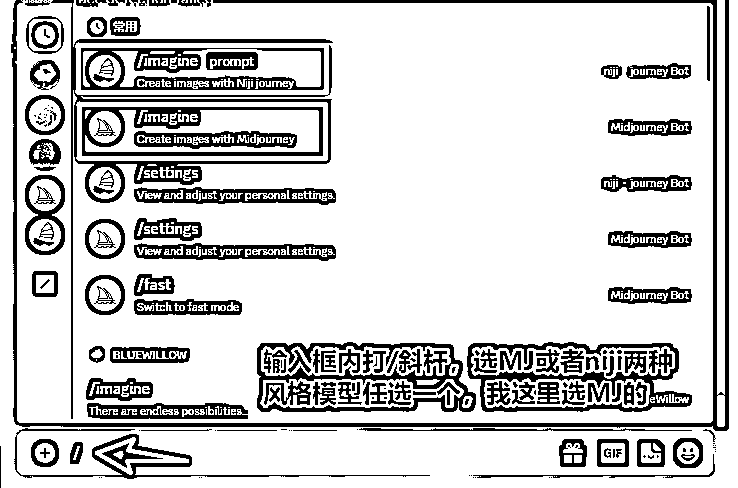 常用
/imagine prompt
Create images with Niji journey
niji・journey Bot
/imagine
Create images with Midjourney
Midjourney Bot
/settings
View and adjust your personal settings.
niji・journey Bot
/settings
View and adjust your personal settings.
Midjourney Bot
/fast
Switch to fast mode
Midjourney Bot
BLUEWILLOW
/imagine
There are endless possibilities...
eWillow
输入框内打/斜杆，选MJ或者niji两种
风格模型任选一个，我这里选MJ的
/
GIF